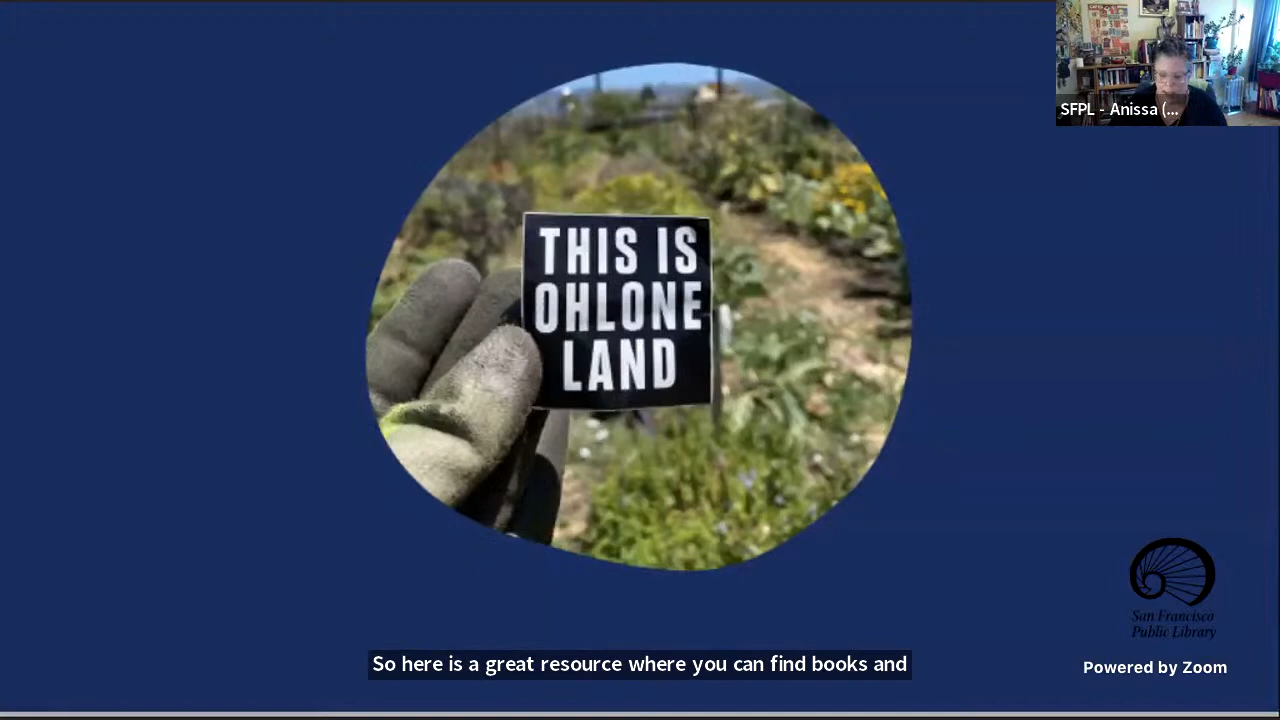 SFPL - Anissa (...
THIS IS
OHLONE
LAND
San Francisco
Public Library
So here is a great resource where you can find books and
Powered by Zoom